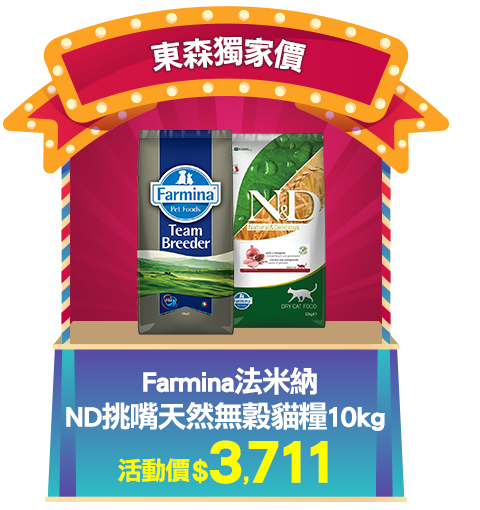 東森獨家價
Farmina
Pet Foods
Team
Breeder
N&D
Natural&Delicious
DRY CAT FOOD
Farmina法米納
ND挑嘴天然無穀貓糧10kg
活動價$3,711